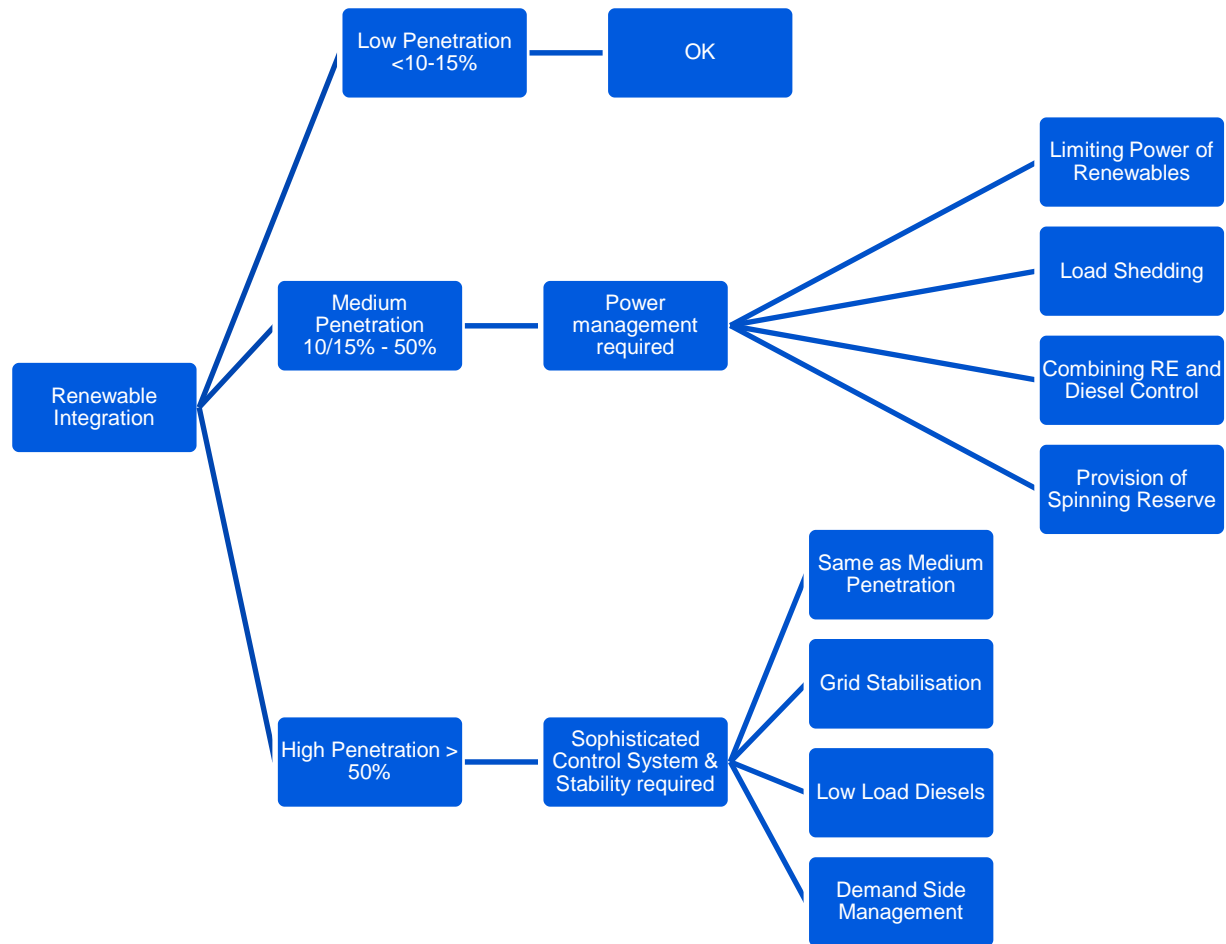 Low Penetration
<10-15%
OK
Limiting Power of
Renewables
Load Shedding
Medium
Penetration
10/15% - 50%
Power
management
required
Combining RE and
Diesel Control
Renewable
Integration
Provision of
Spinning Reserve
Same as Medium
Penetration
Grid Stabilisation
High Penetration >
50%
Sophisticated
Control System &
Stability required
Low Load Diesels
Demand Side
Management